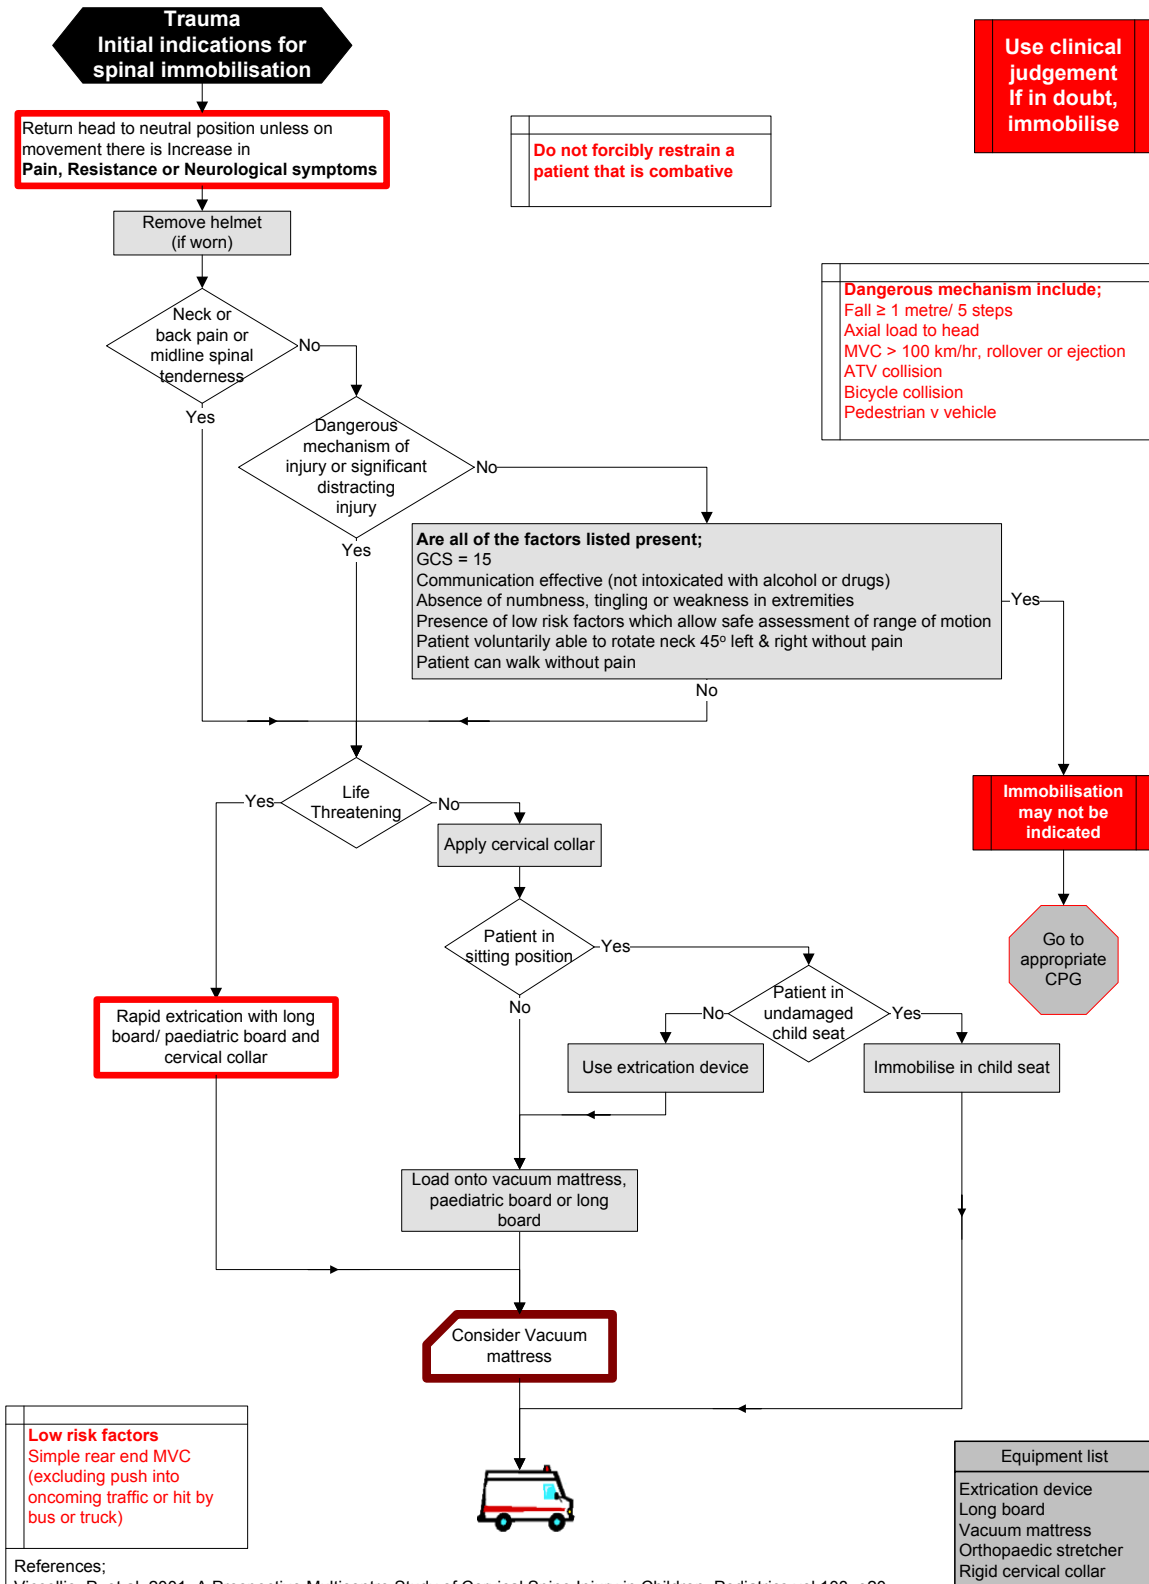 Trauma
Initial indications for
spinal immobilisation
Use clinical
judgement
If in doubt,
immobilise
Return head to neutral position unless on
movement there is Increase in
Pain, Resistance or Neurological symptoms
Do not forcibly restrain a
patient that is combative
Remove helmet
(if worn)
Dangerous mechanism include;
Fall ≥ 1 metre/ 5 steps
Axial load to head
MVC > 100 km/hr, rollover or ejection
ATV collision
Bicycle collision
Pedestrian v vehicle
Neck or
back pain or
midline spinal
tenderness
No
Yes
Dangerous
mechanism of
injury or significant
distracting
injury
No
Yes
Are all of the factors listed present;
GCS = 15
Communication effective (not intoxicated with alcohol or drugs)
Absence of numbness, tingling or weakness in extremities
Presence of low risk factors which allow safe assessment of range of motion
Patient voluntarily able to rotate neck 45º left & right without pain
Patient can walk without pain
Yes
No
Life
Threatening
Yes
No
Immobilisation
may not be
indicated
Apply cervical collar
Go to
appropriate
CPG
Patient in
sitting position
Yes
No
Patient in
undamaged
child seat
No
Yes
Rapid extrication with long
board/ paediatric board and
cervical collar
Use extrication device
Immobilise in child seat
Load onto vacuum mattress,
paediatric board or long
board
Consider Vacuum
mattress
Low risk factors
Simple rear end MVC
(excluding push into
oncoming traffic or hit by
bus or truck)
Equipment list
Extrication device
Long board
Vacuum mattress
Orthopaedic stretcher
Rigid cervical collar
References;